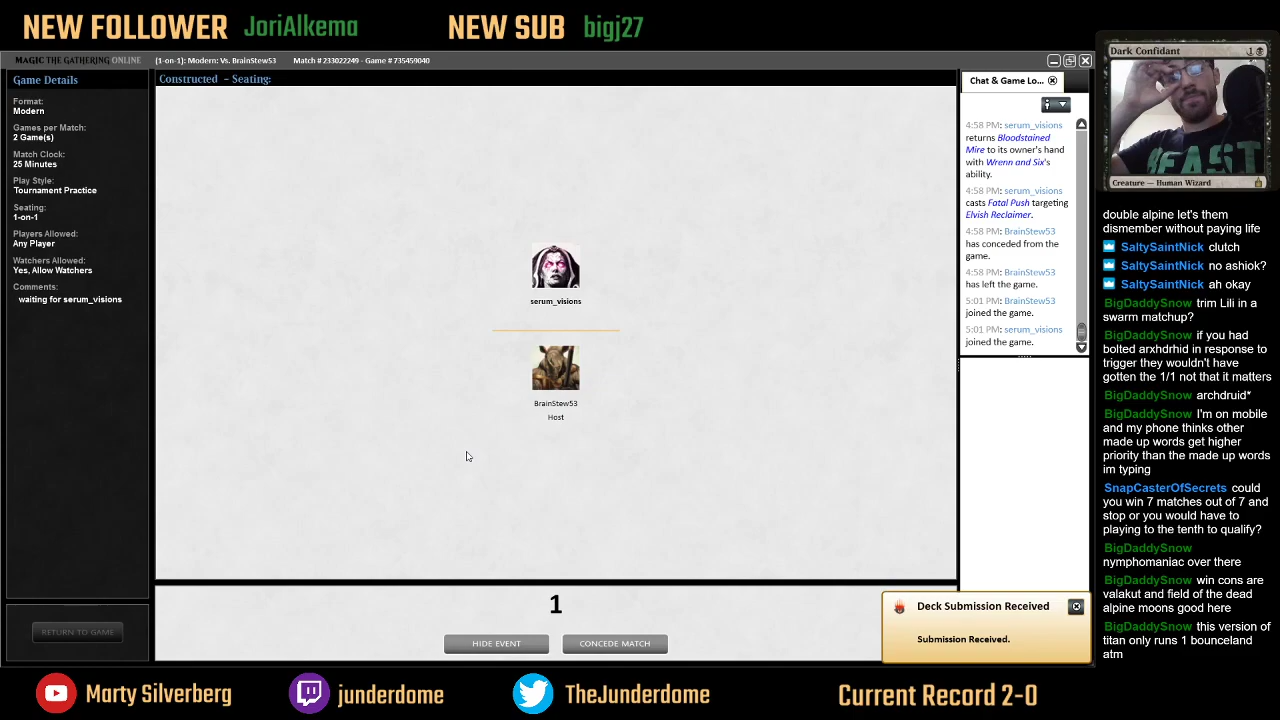 NEW FOLLOWER JoriAlkema NEW SUB bigj27
MAGIC THE GATHERING ONLINE (1-on-1): Modern: Vs. BrainStew53 Match # 233022249 - Game # 735459040
Game Details
Format:
Modern
Games per Match:
2 Game(s)
Match Clock:
25 Minutes
Play Style:
Tournament Practice
Seating:
1-on-1
Players Allowed:
Any Player
Watchers Allowed:
Yes, Allow Watchers
Comments:
waiting for serum_visions
RETURN TO GAME
Constructed - Seating:
serum_visions
BrainStew53
Host
1
HIDE EVENT CONCEDE MATCH
Chat & Game Lo...
4:58 PM: serum_visions
returns Bloodstained
Mire to its owner's hand
with Wrenn and Six's
ability.
4:58 PM: serum_visions
casts Fatal Push targeting
Elvish Reclaimer.
4:58 PM: BrainStew53
has conceded from the
game.
4:58 PM: BrainStew53
has left the game.
5:01 PM: BrainStew53
joined the game.
5:01 PM: serum_visions
joined the game.
Deck Submission Received
Submission Received.
Dark Confidant 1
BEAST
Creature — Human Wizard
double alpine let's them
dismember without paying life
SaltySaintNick clutch
SaltySaintNick no ashiok?
SaltySaintNick ah okay
BigDaddySnow trim Lili in a
swarm matchup?
BigDaddySnow if you had
bolted arxhdrhid in response to
trigger they wouldn't have
gotten the 1/1 not that it matters
BigDaddySnow archdruid*
BigDaddySnow I'm on mobile
and my phone thinks other
made up words get higher
priority than the made up words
im typing
SnapCasterOfSecrets could
you win 7 matches out of 7 and
stop or you would have to
playing to the tenth to qualify?
BigDaddySnow
nymphomaniac over there
BigDaddySnow win cons are
valakut and field of the dead
alpine moons good here
BigDaddySnow this version of
titan only runs 1 bounceland
atm
Marty Silverberg junderdome TheJunderdome Current Record 2-0